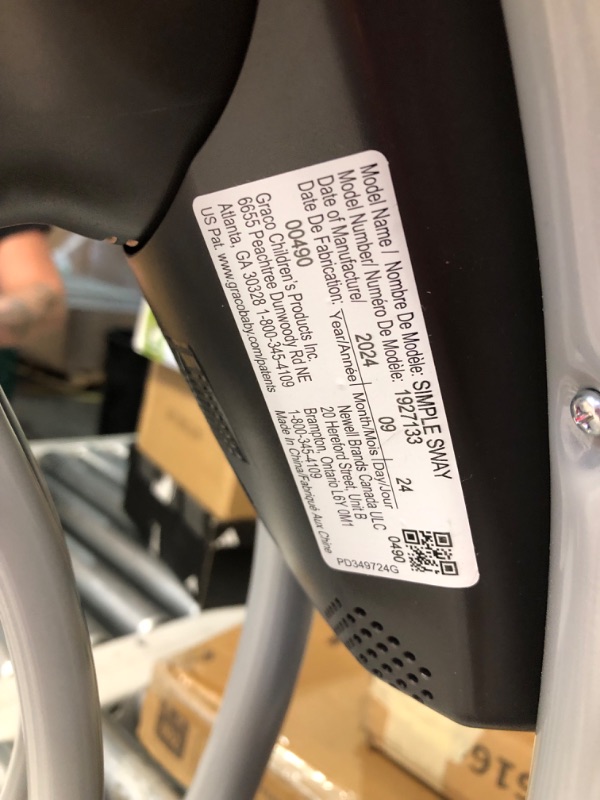 Model Name / Nombre De Modèle: SIMPLE SWAY
Model Number/ Numéro De Modèle: 1927133
Date of Manufacture/
Date De Fabrication:
2024 09 24
Year/Année Month/Mois Day/Jour
00490
0490
Graco Children's Products Inc.
6655 Peachtree Dunwoody Rd NE
Atlanta, GA 30328 1-800-345-4109
US Pat. www.gracobaby.com/patents
Newell Brands Canada ULC
20 Hereford Street, Unit B
Brampton, Ontario L6Y 0M1
1-800-345-4109
Made In China/Fabriqué Aux Chine
PD349724G
516